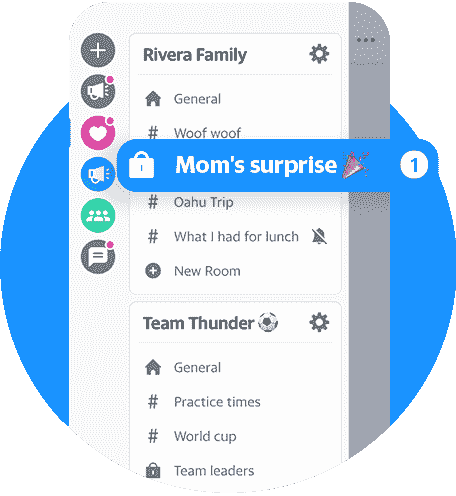 Rivera Family
General
# Woof woof
Mom's surprise 🎉 1
# Oahu Trip
# What I had for lunch
New Room
Team Thunder ⚽
General
# Practice times
# World cup
Team leaders